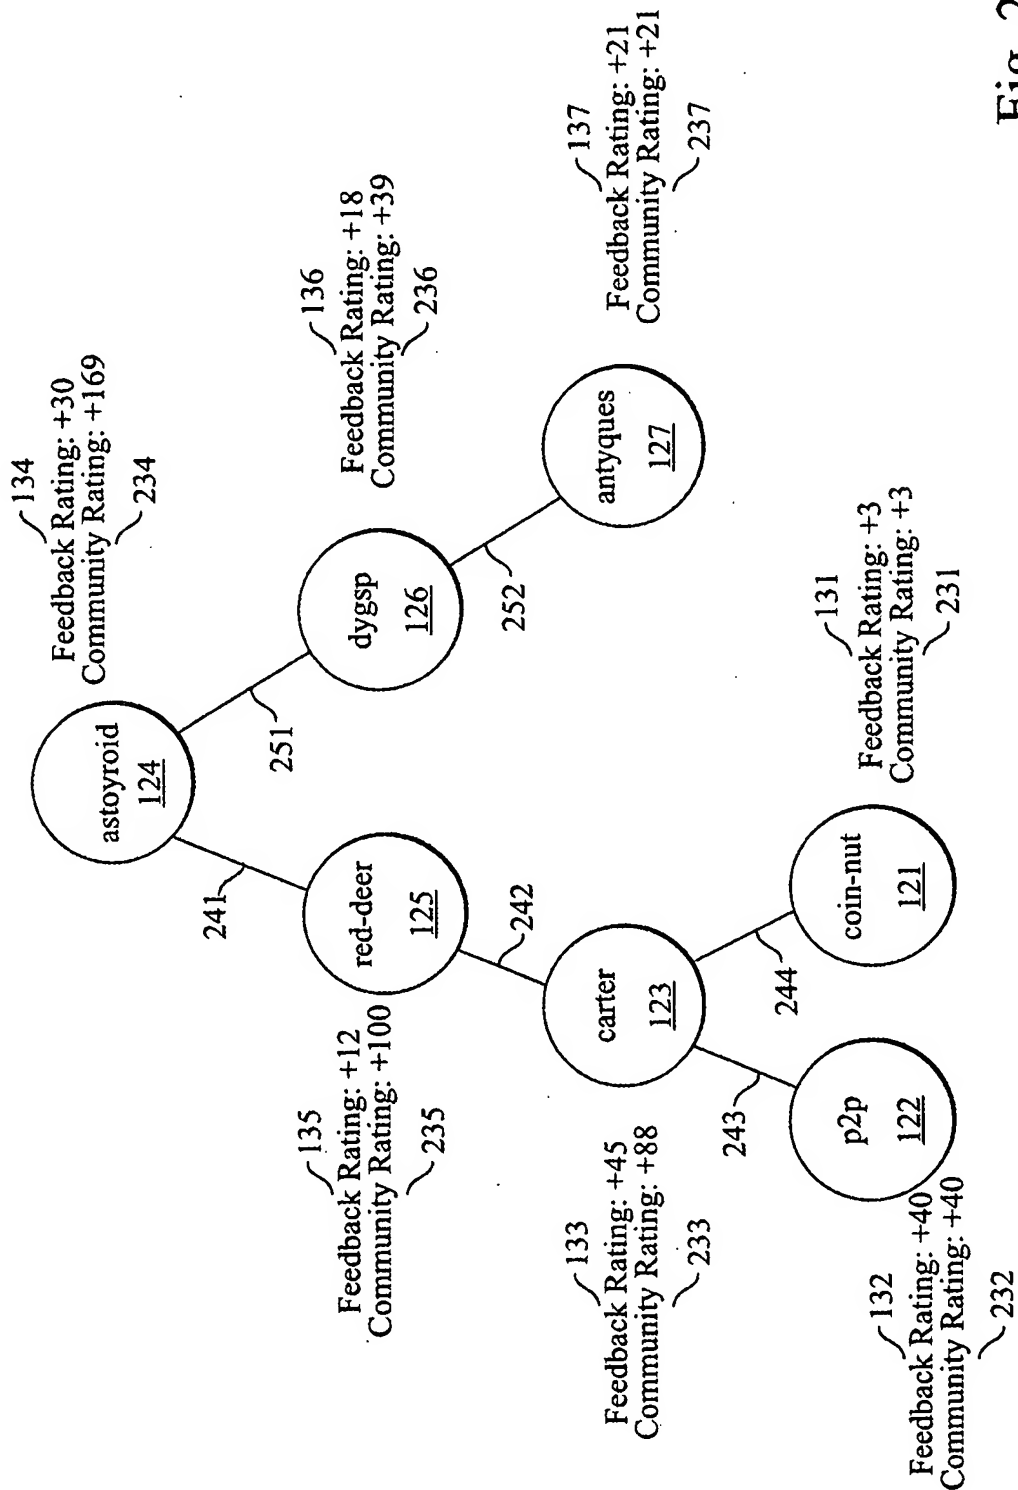 134
Feedback Rating: +30
Community Rating: +169
234
astoyroid
124
241
251
135
Feedback Rating: +12
Community Rating: +100
235
red-deer
125
dygsp
126
136
Feedback Rating: +18
Community Rating: +39
236
242
252
133
Feedback Rating: +45
Community Rating: +88
233
carter
123
antyques
127
137
Feedback Rating: +21
Community Rating: +21
237
243
244
132
Feedback Rating: +40
Community Rating: +40
232
p2p
122
coin-nut
121
131
Feedback Rating: +3
Community Rating: +3
231
Fig. 2